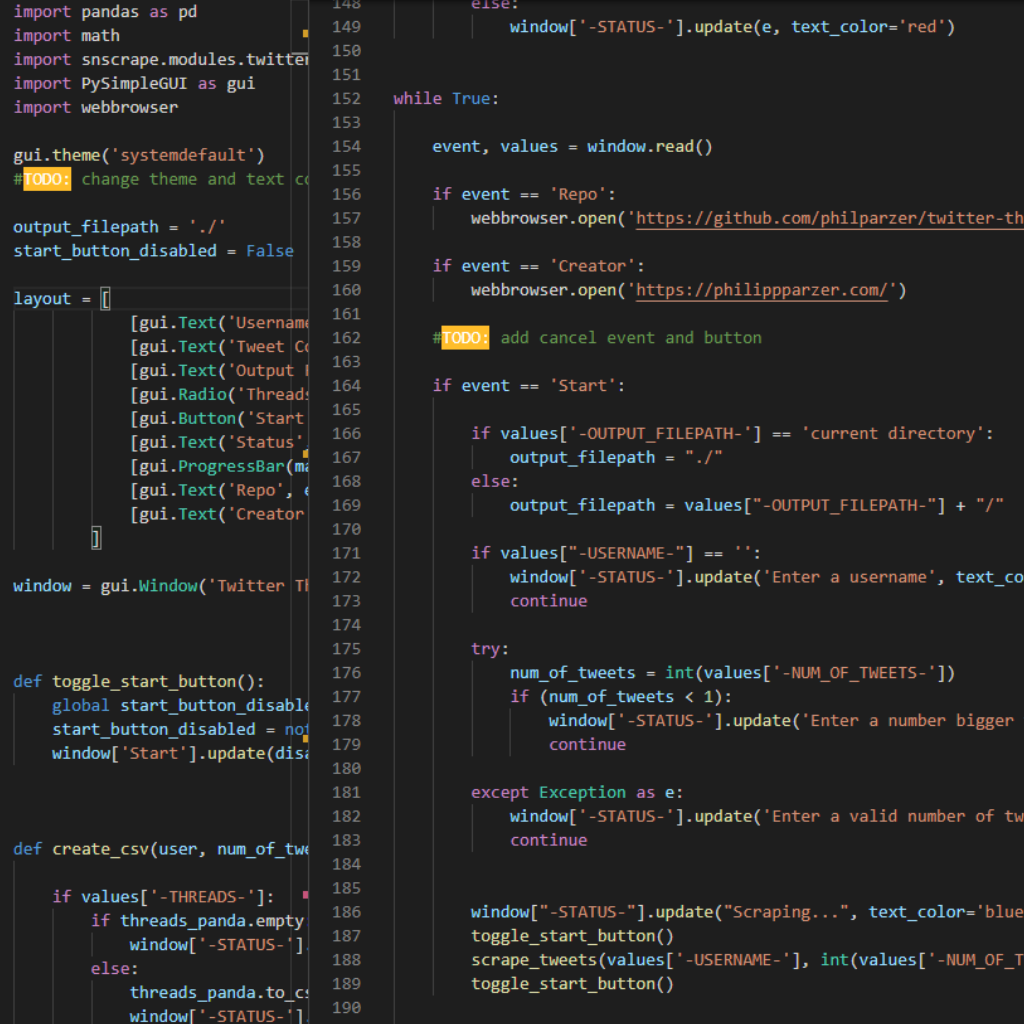 import pandas as pd
import math
import snscrape.modules.twitter
import PySimpleGUI as gui
import webbrowser
gui.theme('systemdefault')
#TODO: change theme and text
output_filepath = './'
start_button_disabled = False
layout = [
[gui.Text('Username
[gui.Text('Tweet
[gui.Text('Output
[gui.Radio('Threads
[gui.Button('Start
[gui.Text('Status'
[gui.ProgressBar(ma
[gui.Text('Repo',
[gui.Text('Creator
]
window = gui.Window('Twitter
def toggle_start_button():
global start_button_disable
start_button_disabled = not
window['Start'].update(disa
def create_csv(user, num_of_twe
if values['-THREADS-']:
if threads_panda.empty
window['-STATUS-'].
else:
threads_panda.to_cs
window['-STATUS-'].
148 else:
149 window['-STATUS-'].update(e, text_color='red')
150
151
152 while True:
153
154 event, values = window.read()
155
156 if event == 'Repo':
157 webbrowser.open('https://github.com/philparzer/twitter-th
158
159 if event == 'Creator':
160 webbrowser.open('https://philippparzer.com/')
161
162 #TODO: add cancel event and button
163
164 if event == 'Start':
165
166 if values['-OUTPUT_FILEPATH-'] == 'current directory':
167 output_filepath = "./"
168 else:
169 output_filepath = values["-OUTPUT_FILEPATH-"] + "/"
170
171 if values["-USERNAME-"] == '':
172 window['-STATUS-'].update('Enter a username', text_co
173 continue
174
175 try:
176 num_of_tweets = int(values['-NUM_OF_TWEETS-'])
177 if (num_of_tweets < 1):
178 window['-STATUS-'].update('Enter a number bigger
179 continue
180
181 except Exception as e:
182 window['-STATUS-'].update('Enter a valid number of tw
183 continue
184
185
186 window["-STATUS-"].update("Scraping...", text_color='blue
187 toggle_start_button()
188 scrape_tweets(values['-USERNAME-'], int(values['-NUM_OF_T
189 toggle_start_button()
190